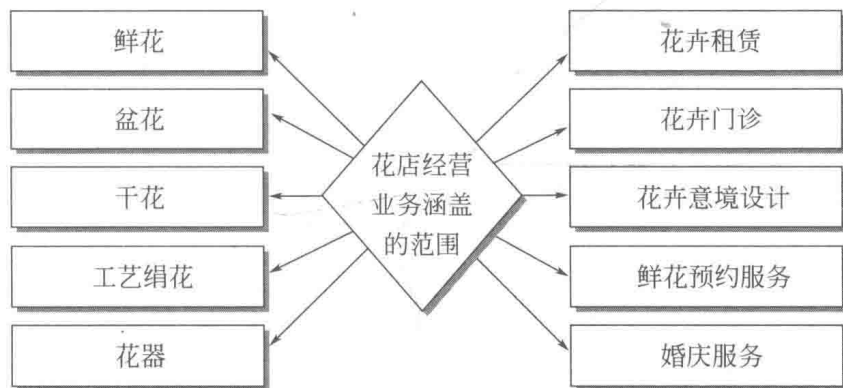 鲜花
盆花
干花
工艺绢花
花器
花店经营
业务涵盖
的范围
花卉租赁
花卉门诊
花卉意境设计
鲜花预约服务
婚庆服务